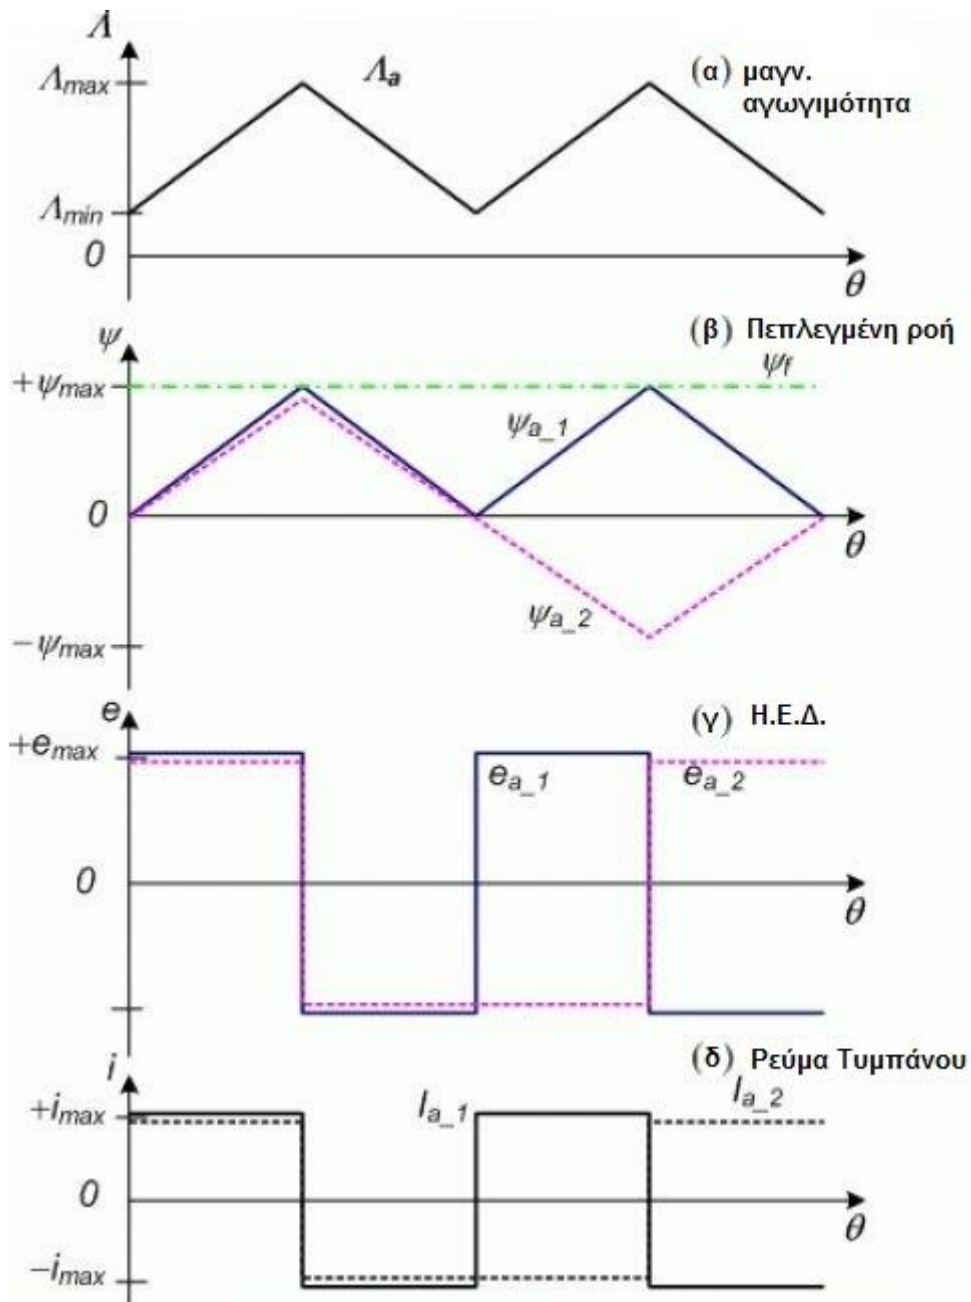 Λ
Λmax
Λa
(α) μαγν.
αγωγιμότητα
Λmin
0
θ
ψ
(β) Πεπλεγμένη ροή
+ψmax
ψf
ψa_1
0
θ
ψa_2
−ψmax
e
(γ) Η.Ε.Δ.
+emax
ea_1
ea_2
0
θ
i
(δ) Ρεύμα Τυμπάνου
+imax
Ia_1
Ia_2
0
θ
−imax